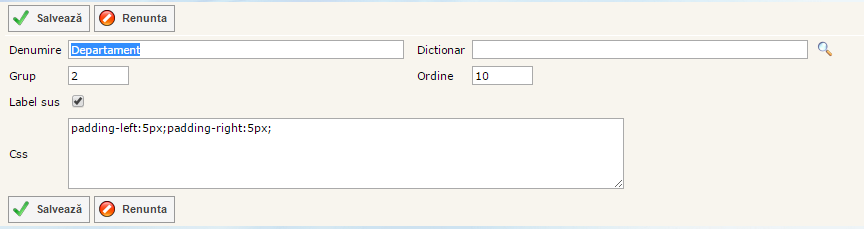 Salvează Renunta
Denumire Departament Dictionar
Grup 2 Ordine 10
Label sus
padding-left:5px;padding-right:5px;
Css
Salvează Renunta